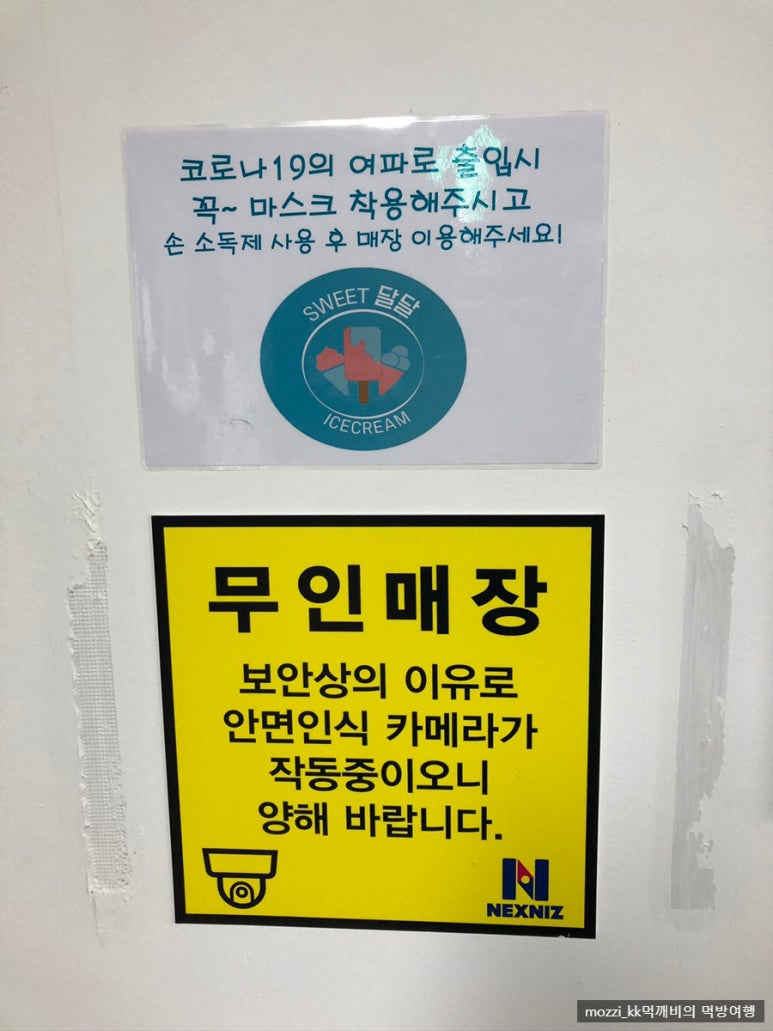 코로나19의 여파로 출입시
꼭~ 마스크 착용해주시고
손 소독제 사용 후 매장 이용해주세요!
SWEET 달달
ICECREAM
무인매장
보안상의 이유로
안면인식 카메라가
작동중이오니
양해 바랍니다.
NEXNIZ
mozzi_kk먹깨비의 먹방여행